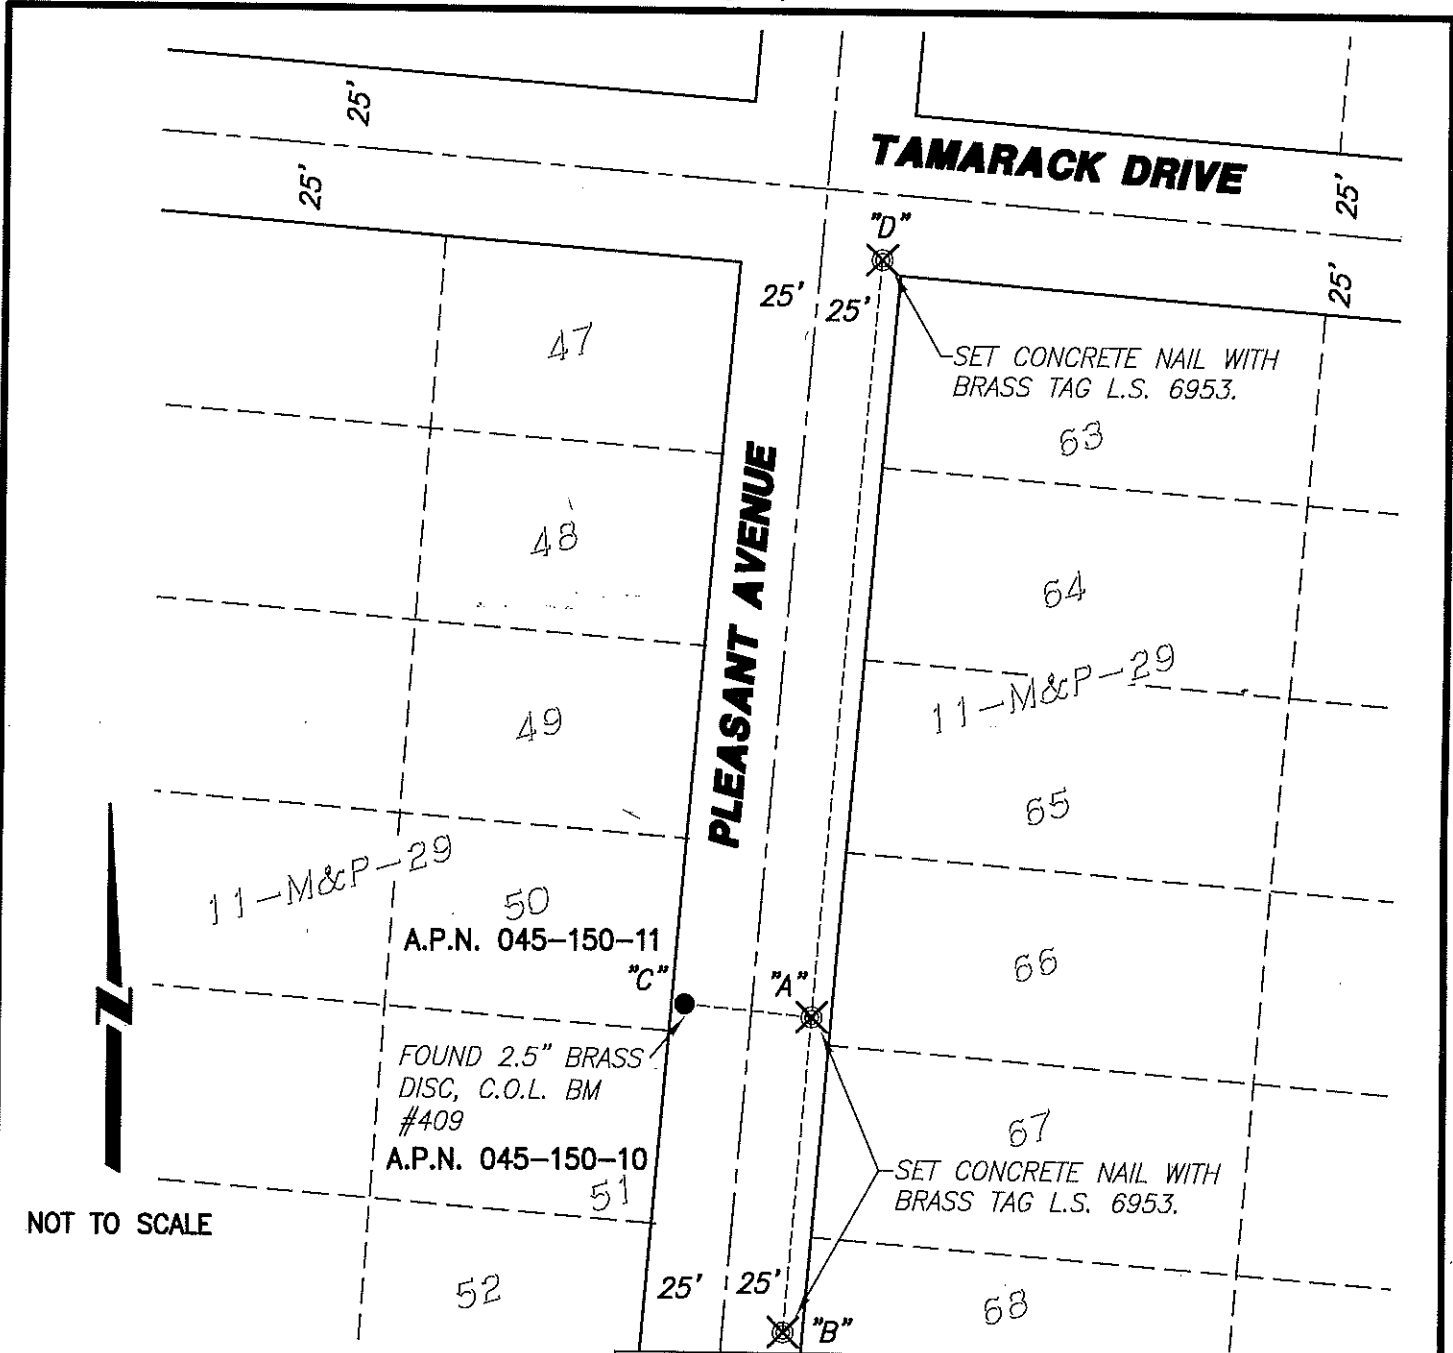 25'
25'
TAMARACK DRIVE
25'
25'
"D"
25' 25'
SET CONCRETE NAIL WITH
BRASS TAG L.S. 6953.
47
63
48
64
PLEASANT AVENUE
11-M&P-29
49
65
11-M&P-29
50
A.P.N. 045-150-11
66
"C"
"A"
FOUND 2.5" BRASS
DISC, C.O.L. BM
#409
A.P.N. 045-150-10
51
67
SET CONCRETE NAIL WITH
BRASS TAG L.S. 6953.
Z
NOT TO SCALE
52
25' 25'
68
"B"